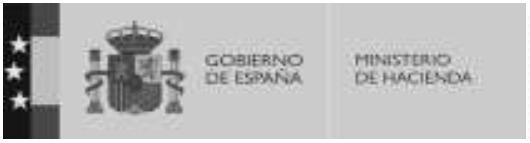 GOBIERNO
DE ESPAÑA
MINISTERIO
DE HACIENDA